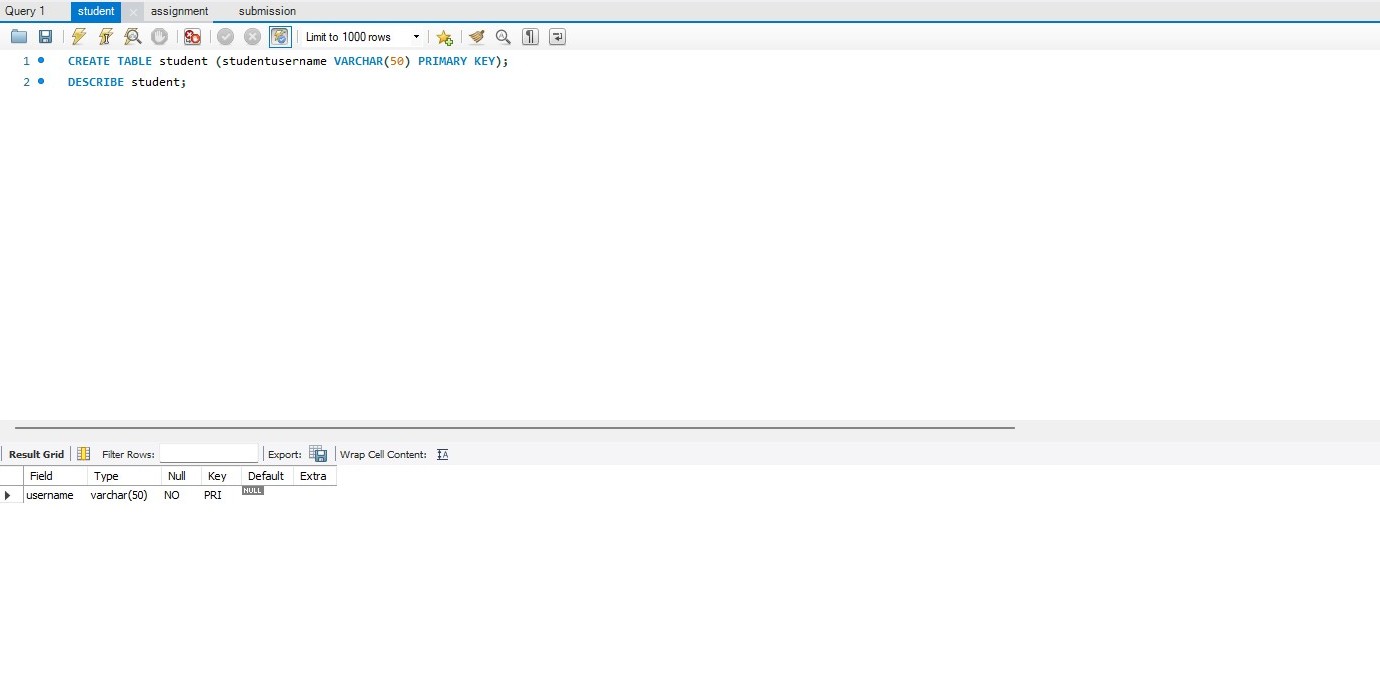 Query 1 student assignment submission
Limit to 1000 rows
1 CREATE TABLE student (studentusername VARCHAR(50) PRIMARY KEY);
2 DESCRIBE student;
Result Grid Filter Rows: Export: Wrap Cell Content: IA
Field Type Null Key Default Extra
username varchar(50) NO PRI NULL